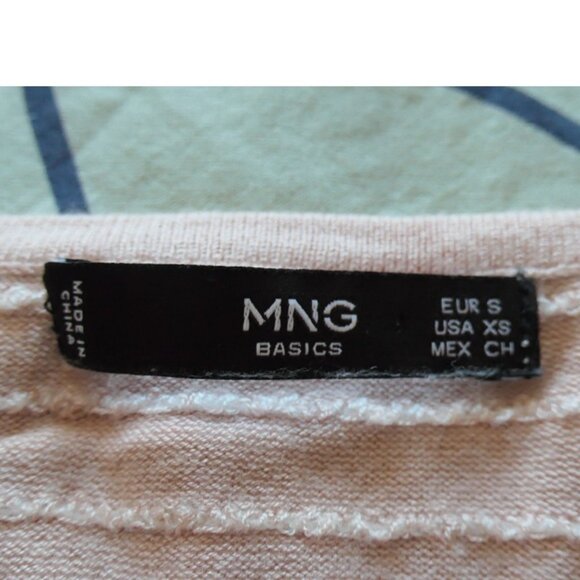 MADE IN
CHINA
MNG
BASICS
EUR S
USA XS
MEX CH